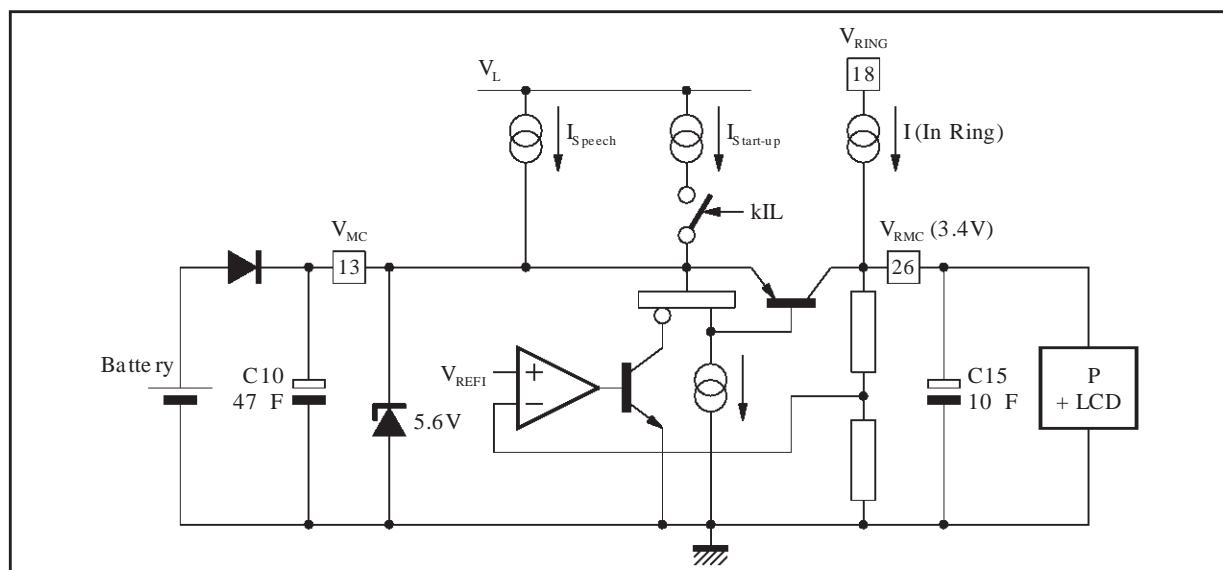 V_RING
18
V_L
I_Speech
I_Start-up
I (In Ring)
kIL
V_MC
13
V_RMC (3.4V)
26
Battery
C10
47 F
5.6V
V_REFI
+
−
C15
10 F
P
+ LCD